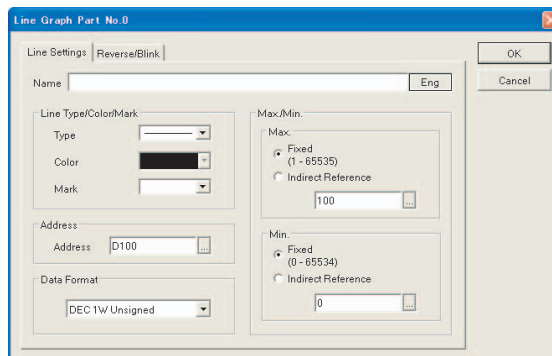 Line Graph Part No.0
Line Settings
Reverse/Blink
OK
Cancel
Name
Eng
Line Type/Color/Mark
Type
Color
Mark
Address
Address D100 ...
Data Format
DEC 1W Unsigned
Max./Min.
Max.
Fixed
(1 - 65535)
Indirect Reference
100 ...
Min.
Fixed
(0 - 65534)
Indirect Reference
0 ...